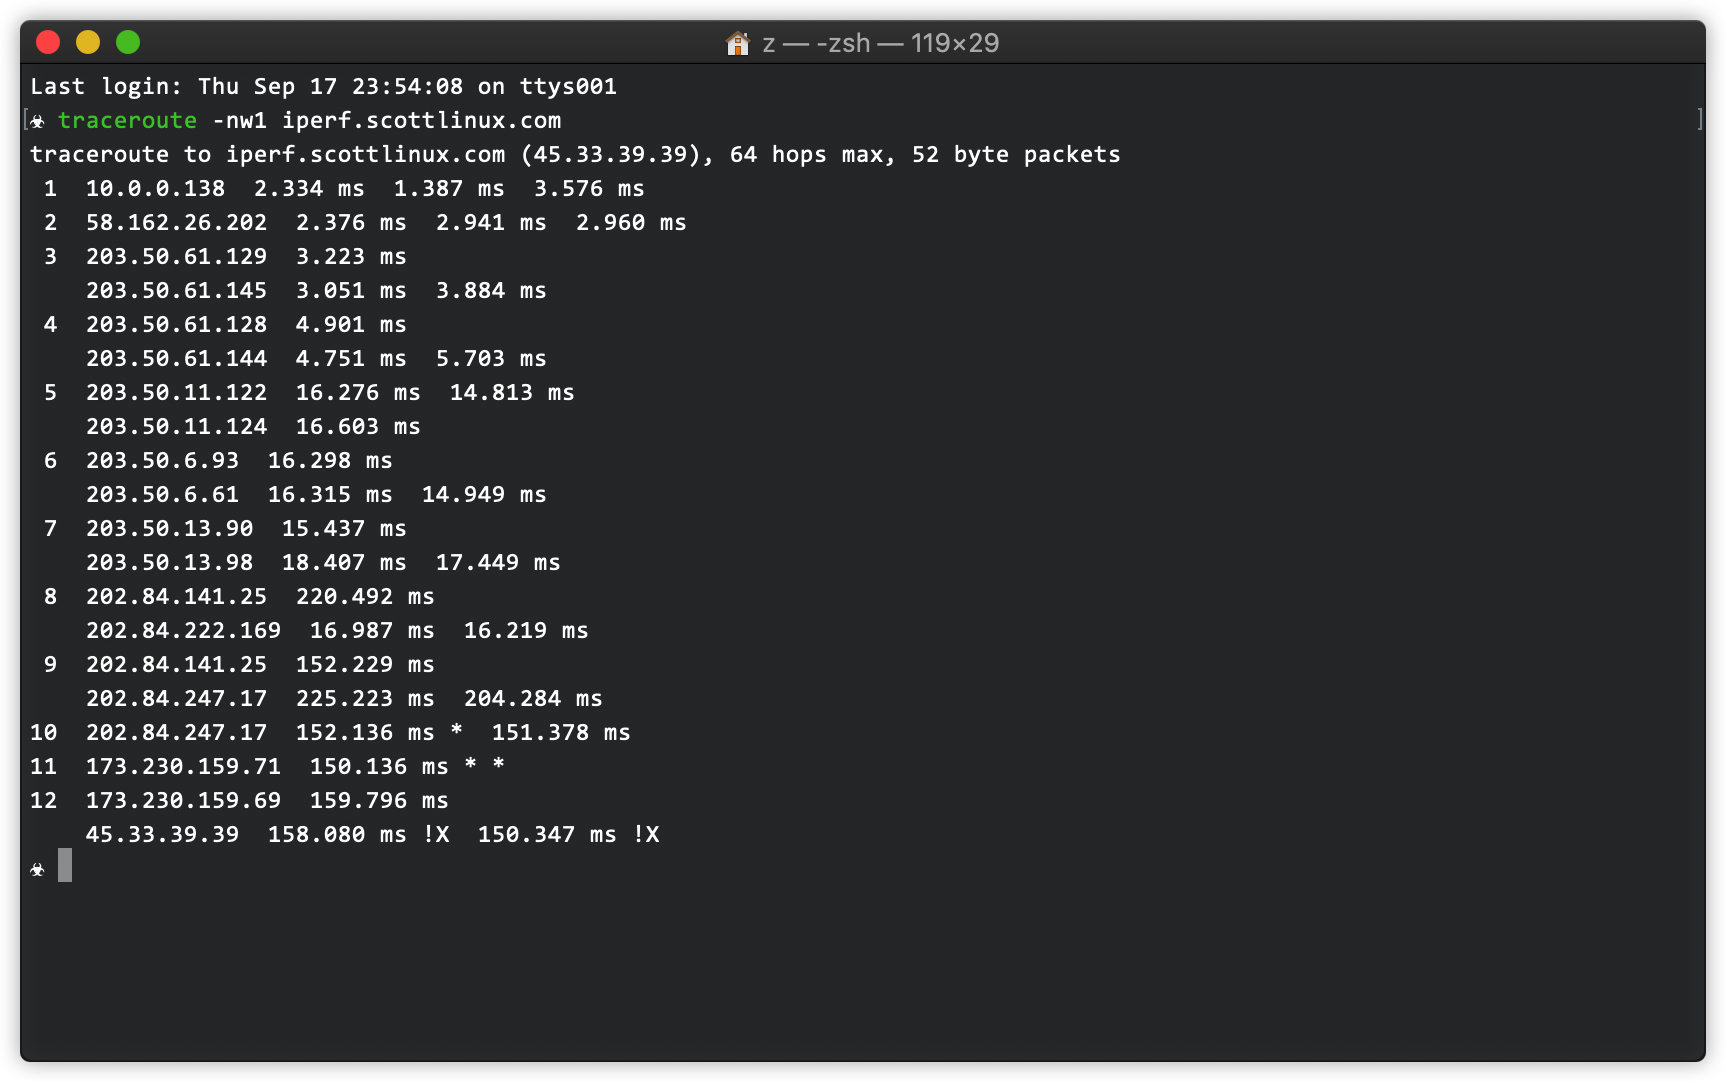 z — -zsh — 119×29
Last login: Thu Sep 17 23:54:08 on ttys001
[☣ traceroute -nw1 iperf.scottlinux.com ]
traceroute to iperf.scottlinux.com (45.33.39.39), 64 hops max, 52 byte packets
 1  10.0.0.138  2.334 ms  1.387 ms  3.576 ms
 2  58.162.26.202  2.376 ms  2.941 ms  2.960 ms
 3  203.50.61.129  3.223 ms
    203.50.61.145  3.051 ms  3.884 ms
 4  203.50.61.128  4.901 ms
    203.50.61.144  4.751 ms  5.703 ms
 5  203.50.11.122  16.276 ms  14.813 ms
    203.50.11.124  16.603 ms
 6  203.50.6.93  16.298 ms
    203.50.6.61  16.315 ms  14.949 ms
 7  203.50.13.90  15.437 ms
    203.50.13.98  18.407 ms  17.449 ms
 8  202.84.141.25  220.492 ms
    202.84.222.169  16.987 ms  16.219 ms
 9  202.84.141.25  152.229 ms
    202.84.247.17  225.223 ms  204.284 ms
10  202.84.247.17  152.136 ms *  151.378 ms
11  173.230.159.71  150.136 ms * *
12  173.230.159.69  159.796 ms
    45.33.39.39  158.080 ms !X  150.347 ms !X
☣